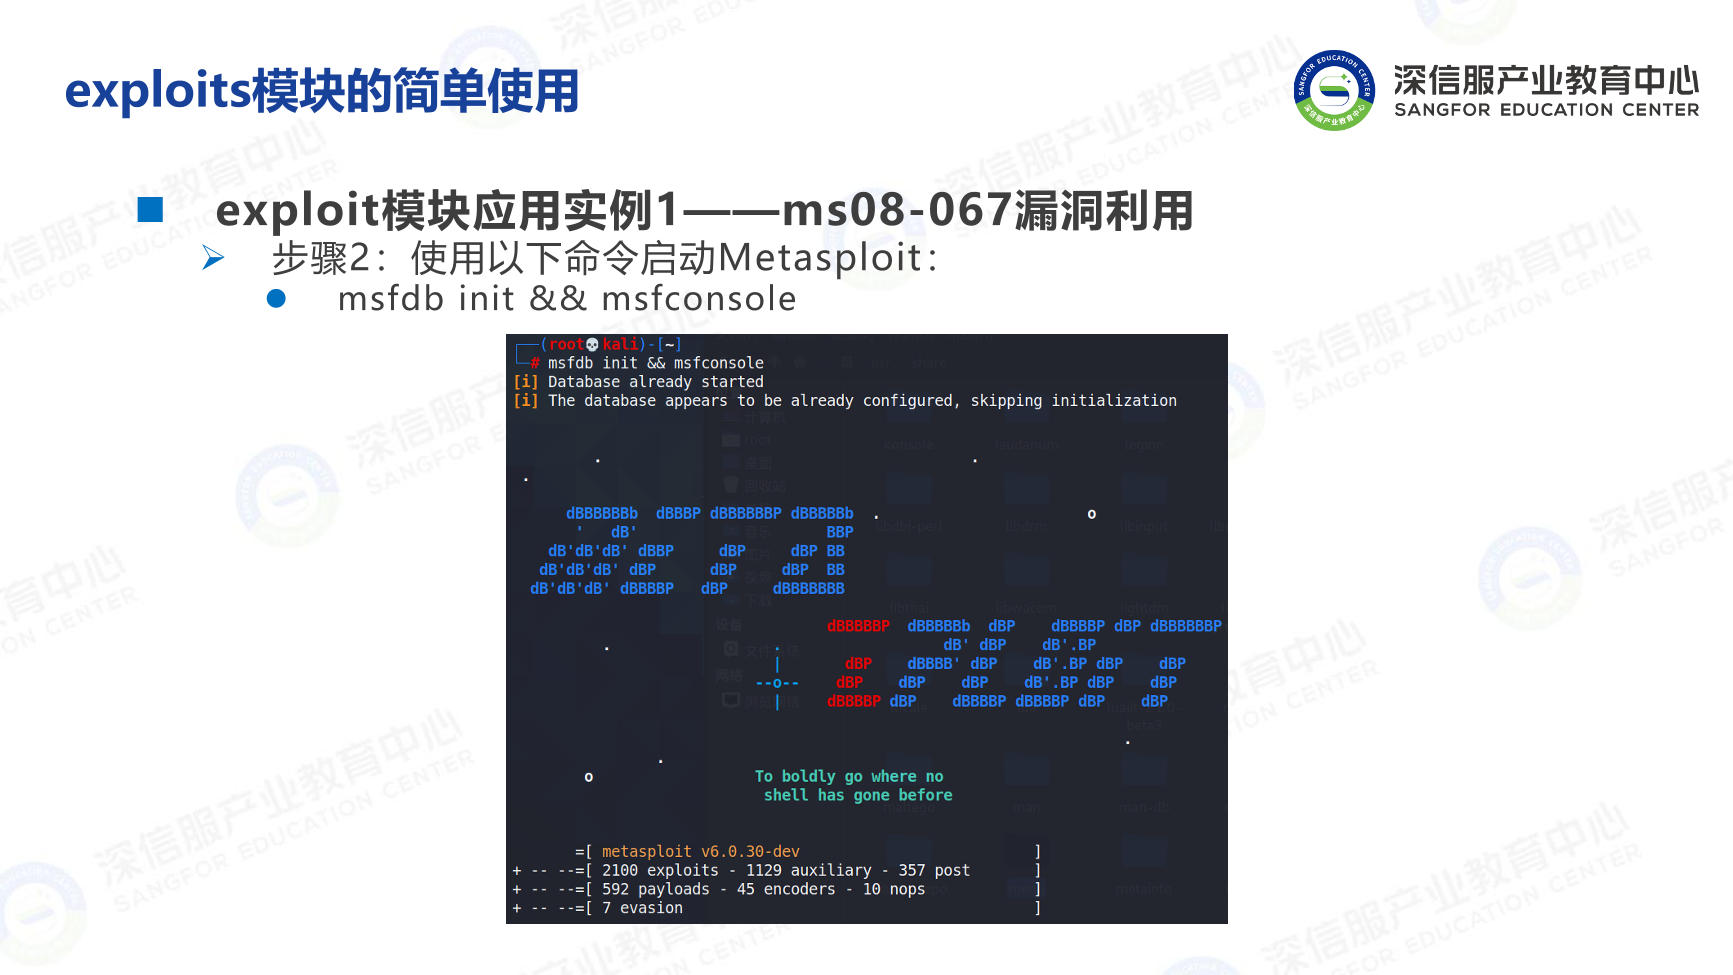 exploits模块的简单使用
深信服产业教育中心
SANGFOR EDUCATION CENTER
exploit模块应用实例1——ms08-067漏洞利用
步骤2：使用以下命令启动Metasploit：
msfdb init && msfconsole
(root💀kali)-[~]
# msfdb init && msfconsole
[i] Database already started
[i] The database appears to be already configured, skipping initialization
dBBBBBBb  dBBBP dBBBBBBP dBBBBBb  .                       o
'   dB'                     BBP
dB'dB'dB' dBBP     dBP     dBP BB
dB'dB'dB' dBP      dBP     dBP  BB
dB'dB'dB' dBBBBP   dBP     dBBBBBBB
dBBBBBP  dBBBBBb  dBP    dBBBBP dBP dBBBBBBP
.                  dB' dBP    dB'.BP
|       dBP    dBBBB' dBP    dB'.BP dBP    dBP
--o--    dBP    dBP    dBP    dB'.BP dBP    dBP
|     dBBBBP dBP    dBBBBP dBBBBP dBP    dBP
o                  To boldly go where no
shell has gone before
=[ metasploit v6.0.30-dev                          ]
+ -- --=[ 2100 exploits - 1129 auxiliary - 357 post       ]
+ -- --=[ 592 payloads - 45 encoders - 10 nops            ]
+ -- --=[ 7 evasion                                       ]